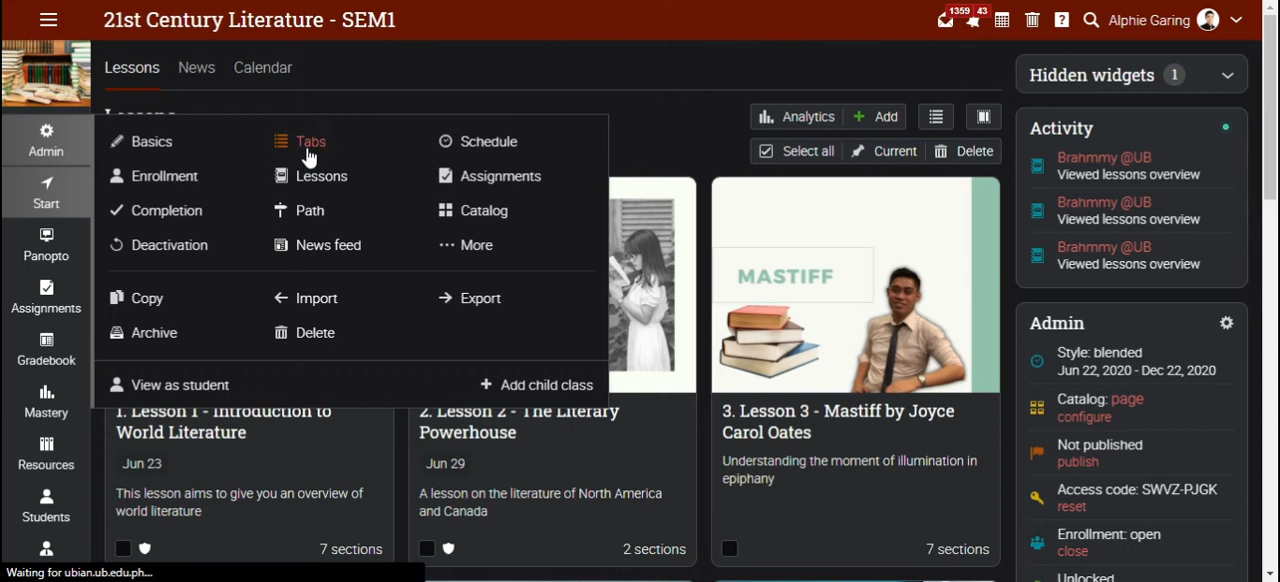 21st Century Literature - SEM1
1359 43
Alphie Garing
Lessons News Calendar
Hidden widgets 1
Analytics + Add
Select all Current Delete
Admin
Start
Panopto
Assignments
Gradebook
Mastery
Resources
Students
Basics Tabs Schedule
Enrollment Lessons Assignments
Completion Path Catalog
Deactivation News feed More
Copy Import Export
Archive Delete
View as student + Add child class
MASTIFF
1. Lesson 1 - Introduction to
World Literature
Jun 23
This lesson aims to give you an overview of
world literature
7 sections
2. Lesson 2 - The Literary
Powerhouse
Jun 29
A lesson on the literature of North America
and Canada
2 sections
3. Lesson 3 - Mastiff by Joyce
Carol Oates
Understanding the moment of illumination in
epiphany
7 sections
Activity
Brahmmy @UB
Viewed lessons overview
Brahmmy @UB
Viewed lessons overview
Brahmmy @UB
Viewed lessons overview
Admin
Style: blended
Jun 22, 2020 - Dec 22, 2020
Catalog: page
configure
Not published
publish
Access code: SWVZ-PJGK
reset
Enrollment: open
close
Unlocked
Waiting for ubian.ub.edu.ph...